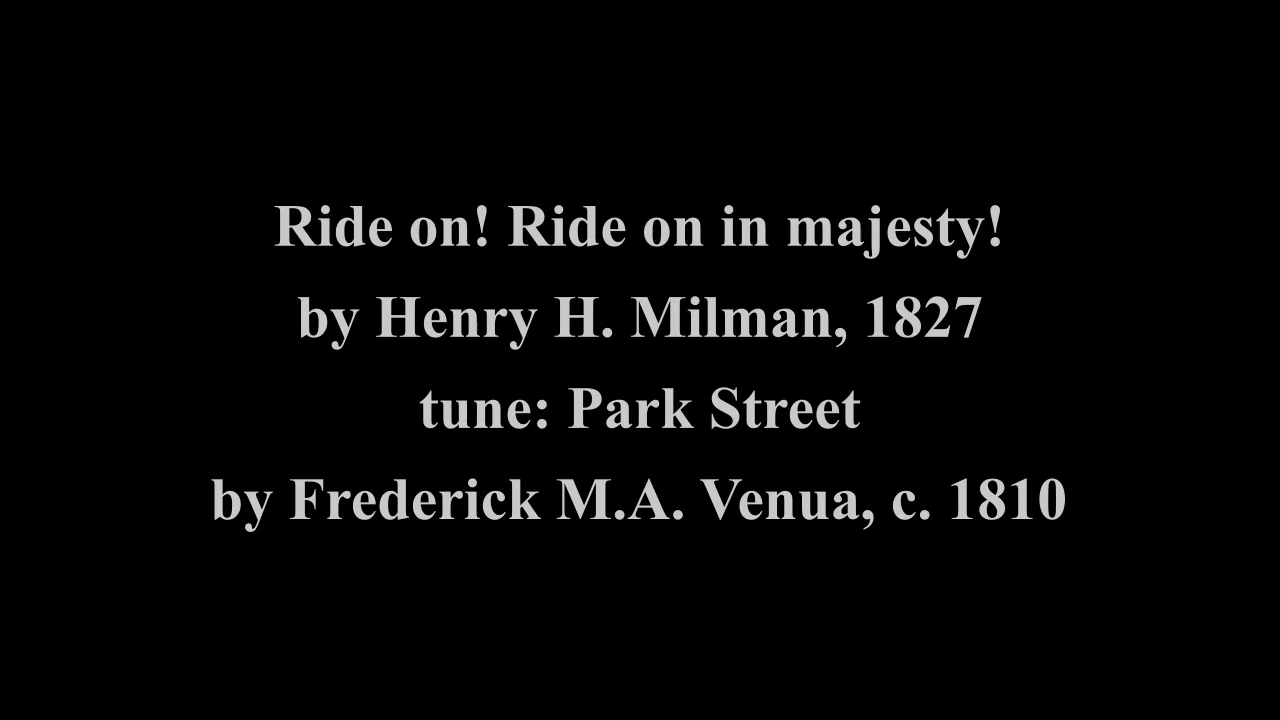 Ride on! Ride on in majesty!
by Henry H. Milman, 1827
tune: Park Street
by Frederick M.A. Venua, c. 1810